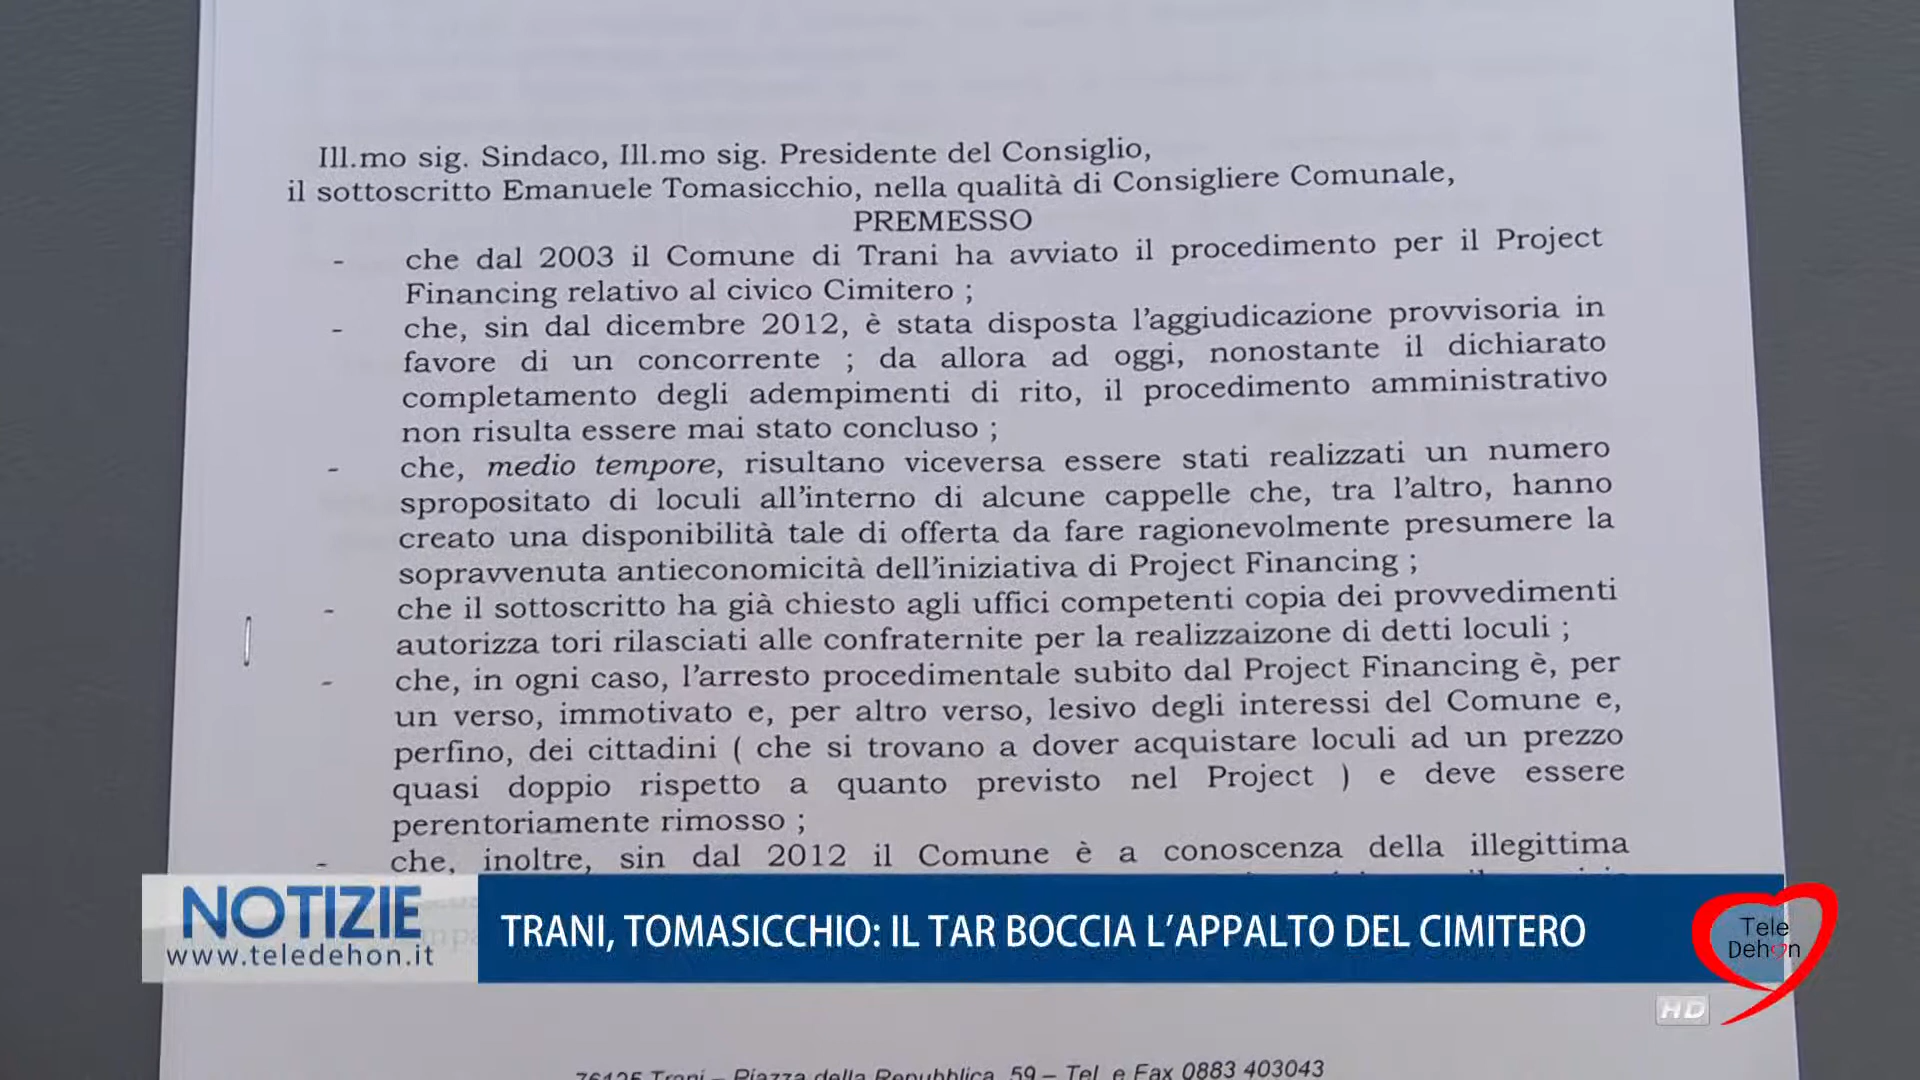 Ill.mo sig. Sindaco, Ill.mo sig. Presidente del Consiglio,
il sottoscritto Emanuele Tomasicchio, nella qualità di Consigliere Comunale,
PREMESSO
- che dal 2003 il Comune di Trani ha avviato il procedimento per il Project
Financing relativo al civico Cimitero ;
- che, sin dal dicembre 2012, è stata disposta l'aggiudicazione provvisoria in
favore di un concorrente ; da allora ad oggi, nonostante il dichiarato
completamento degli adempimenti di rito, il procedimento amministrativo
non risulta essere mai stato concluso ;
- che, medio tempore, risultano viceversa essere stati realizzati un numero
spropositato di loculi all'interno di alcune cappelle che, tra l'altro, hanno
creato una disponibilità tale di offerta da fare ragionevolmente presumere la
sopravvenuta antieconomicità dell'iniziativa di Project Financing ;
- che il sottoscritto ha già chiesto agli uffici competenti copia dei provvedimenti
autorizza tori rilasciati alle confraternite per la realizzaizone di detti loculi ;
- che, in ogni caso, l'arresto procedimentale subito dal Project Financing è, per
un verso, immotivato e, per altro verso, lesivo degli interessi del Comune e,
perfino, dei cittadini ( che si trovano a dover acquistare loculi ad un prezzo
quasi doppio rispetto a quanto previsto nel Project ) e deve essere
perentoriamente rimosso ;
- che, inoltre, sin dal 2012 il Comune è a conoscenza della illegittima
NOTIZIE
www.teledehon.it
TRANI, TOMASICCHIO: IL TAR BOCCIA L'APPALTO DEL CIMITERO
Tele
Dehon
HD
76125 Trani – Piazza della Repubblica, 59 – Tel. e Fax 0883 403043